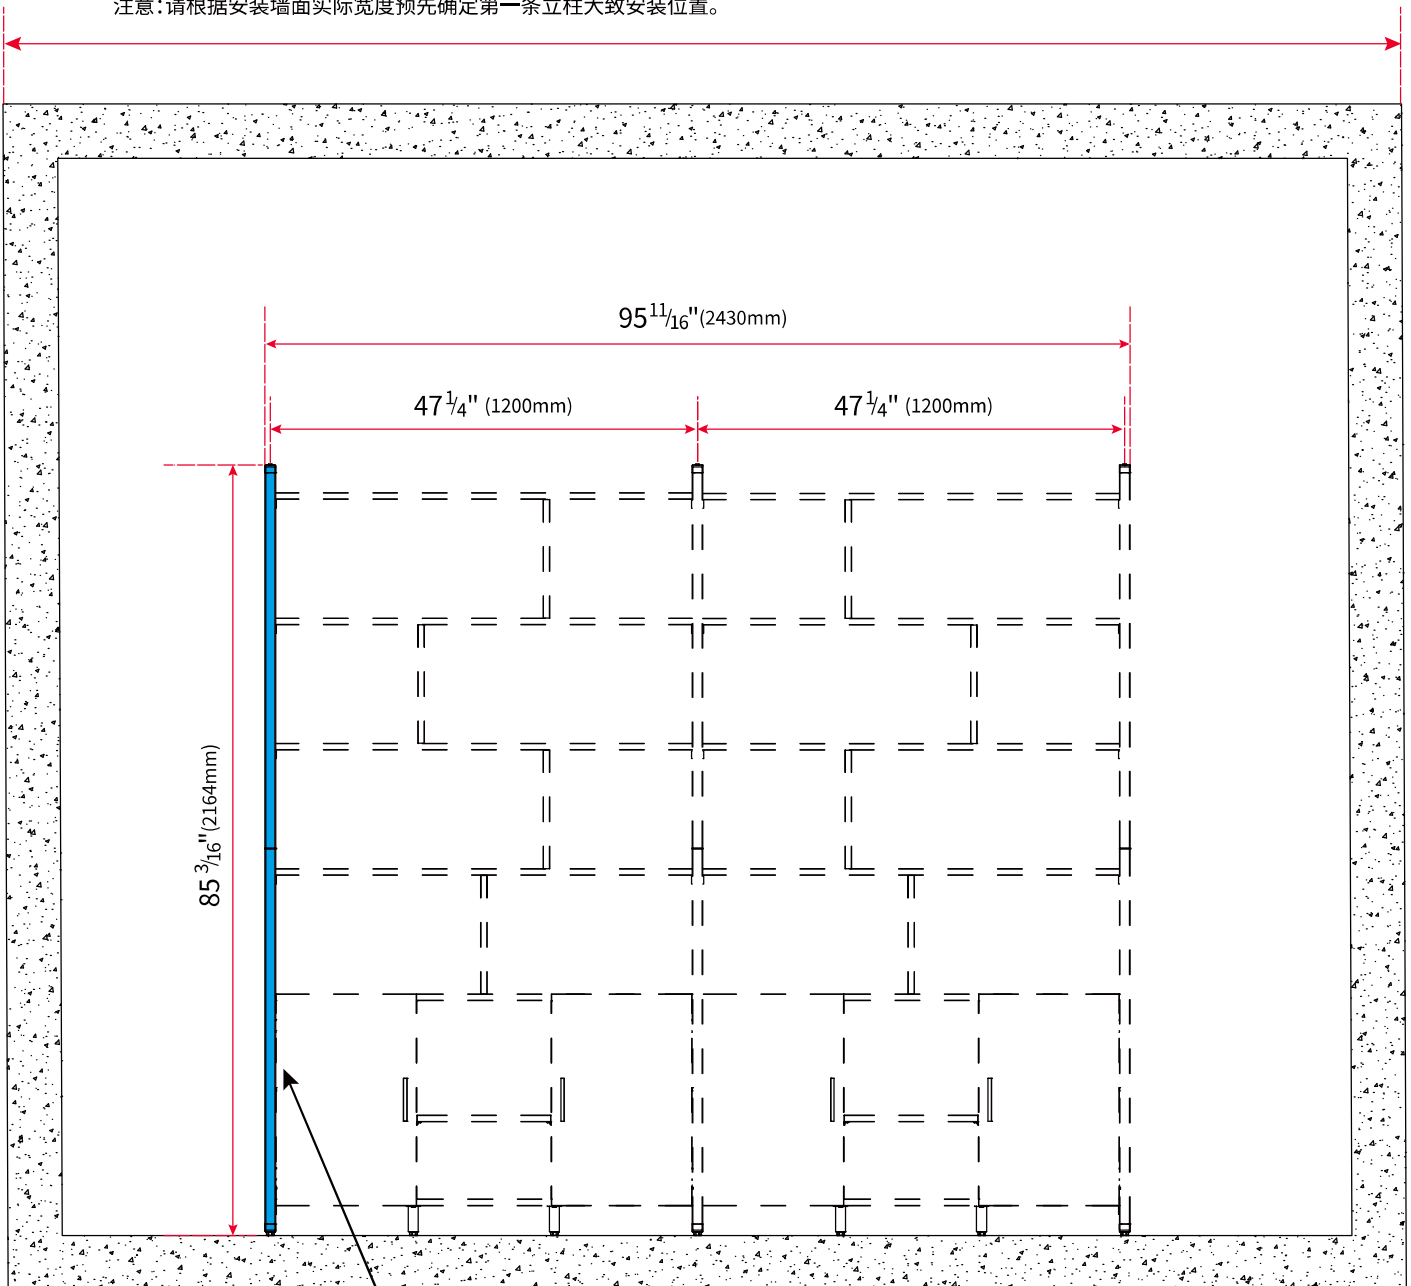 注意：请根据安装墙面实际宽度预先确定第一条立柱大致安装位置。
95 11/16"(2430mm)
47 1/4" (1200mm)
47 1/4" (1200mm)
85 3/16"(2164mm)